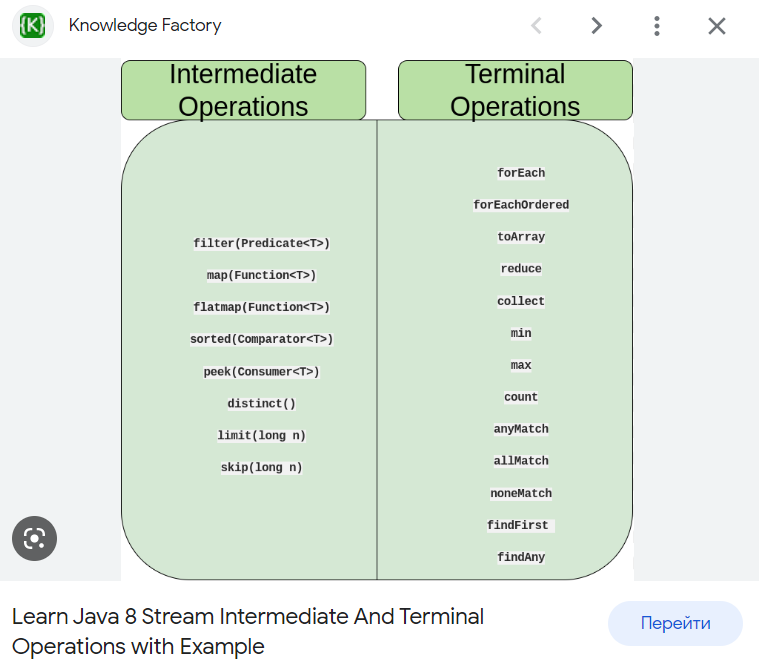 {K}
Knowledge Factory
Intermediate
Operations
Terminal
Operations
filter(Predicate<T>)
map(Function<T>)
flatmap(Function<T>)
sorted(Comparator<T>)
peek(Consumer<T>)
distinct()
limit(long n)
skip(long n)
forEach
forEachOrdered
toArray
reduce
collect
min
max
count
anyMatch
allMatch
noneMatch
findFirst
findAny
Learn Java 8 Stream Intermediate And Terminal
Operations with Example
Перейти